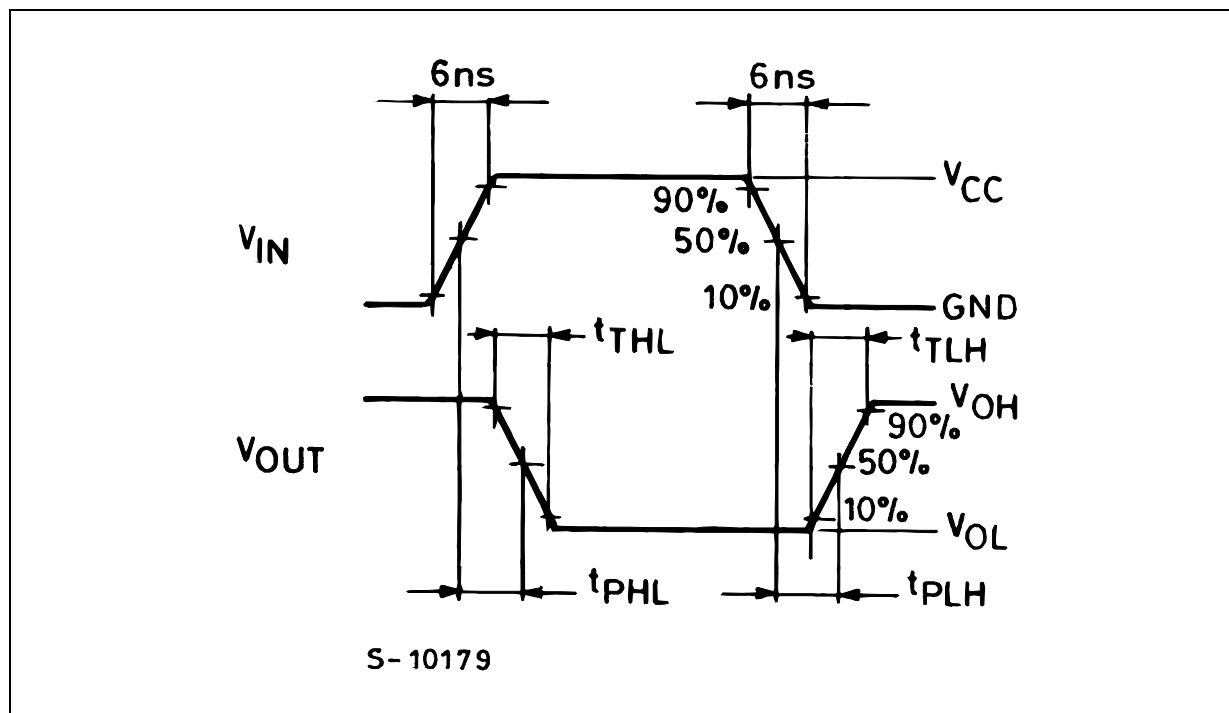 6ns 6ns
VCC
90%
VIN 50%
10%
GND
tTHL tTLH
VOH
90%
VOUT 50%
10%
VOL
tPHL tPLH
S-10179